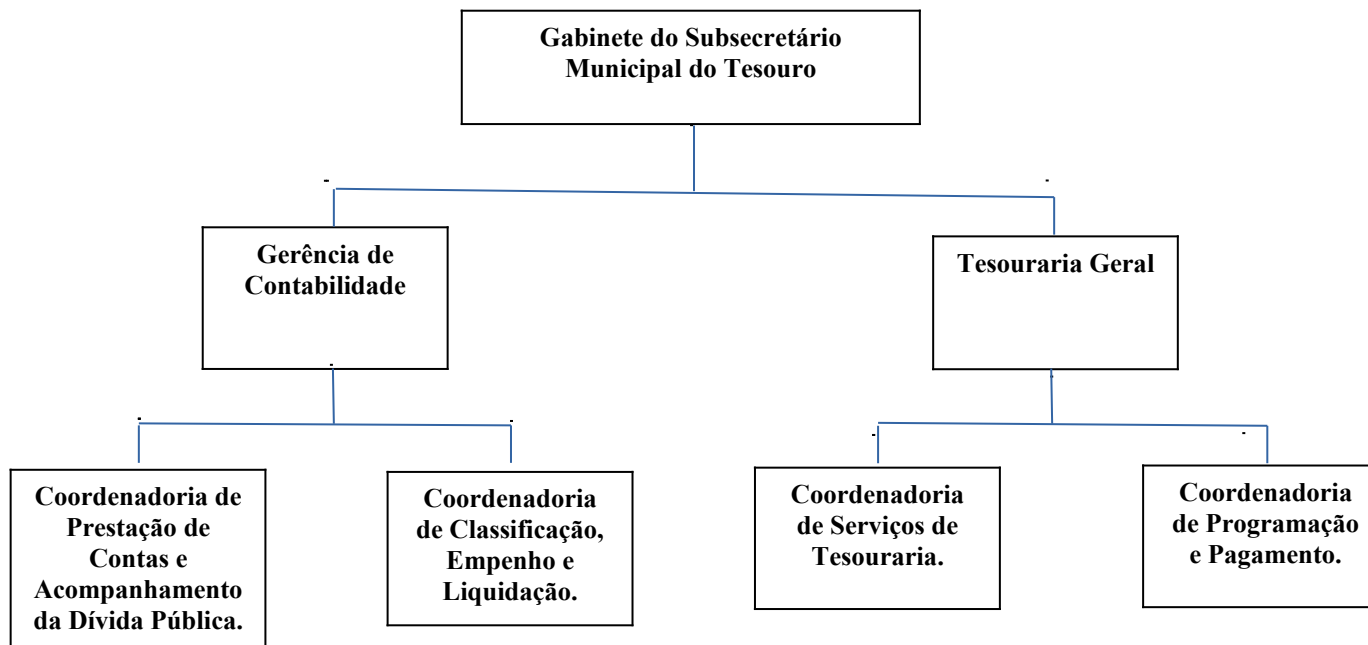 Gabinete do Subsecretário
Municipal do Tesouro
Gerência de
Contabilidade
Tesouraria Geral
Coordenadoria de
Prestação de
Contas e
Acompanhamento
da Dívida Pública.
Coordenadoria
de Classificação,
Empenho e
Liquidação.
Coordenadoria
de Serviços de
Tesouraria.
Coordenadoria
de Programação
e Pagamento.